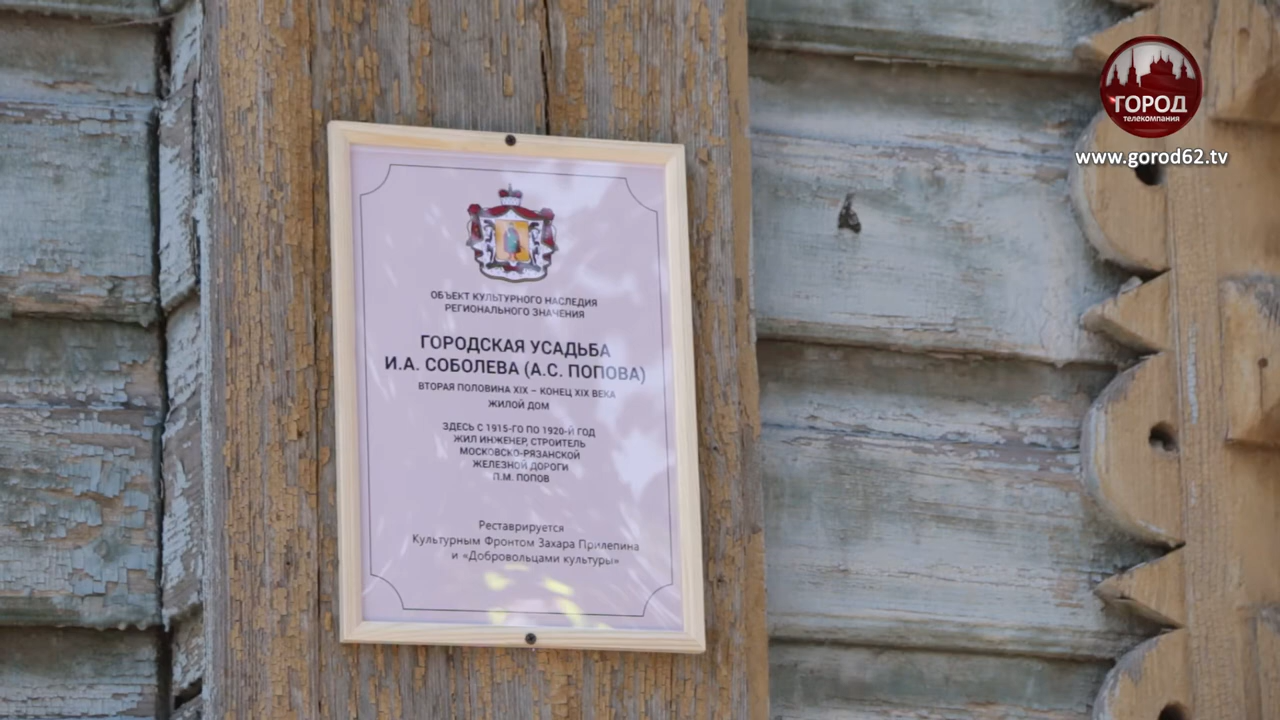 ОБЪЕКТ КУЛЬТУРНОГО НАСЛЕДИЯ
РЕГИОНАЛЬНОГО ЗНАЧЕНИЯ
ГОРОДСКАЯ УСАДЬБА
И.А. СОБОЛЕВА (А.С. ПОПОВА)
ВТОРАЯ ПОЛОВИНА XIX – КОНЕЦ XIX ВЕКА
ЖИЛОЙ ДОМ
ЗДЕСЬ С 1915-ГО ПО 1920-Й ГОД
ЖИЛ ИНЖЕНЕР, СТРОИТЕЛЬ
МОСКОВСКО-РЯЗАНСКОЙ
ЖЕЛЕЗНОЙ ДОРОГИ
П.М. ПОПОВ
Реставрируется
Культурным Фронтом Захара Прилепина
и «Добровольцами культуры»
ГОРОД
телекомпания
www.gorod62.tv